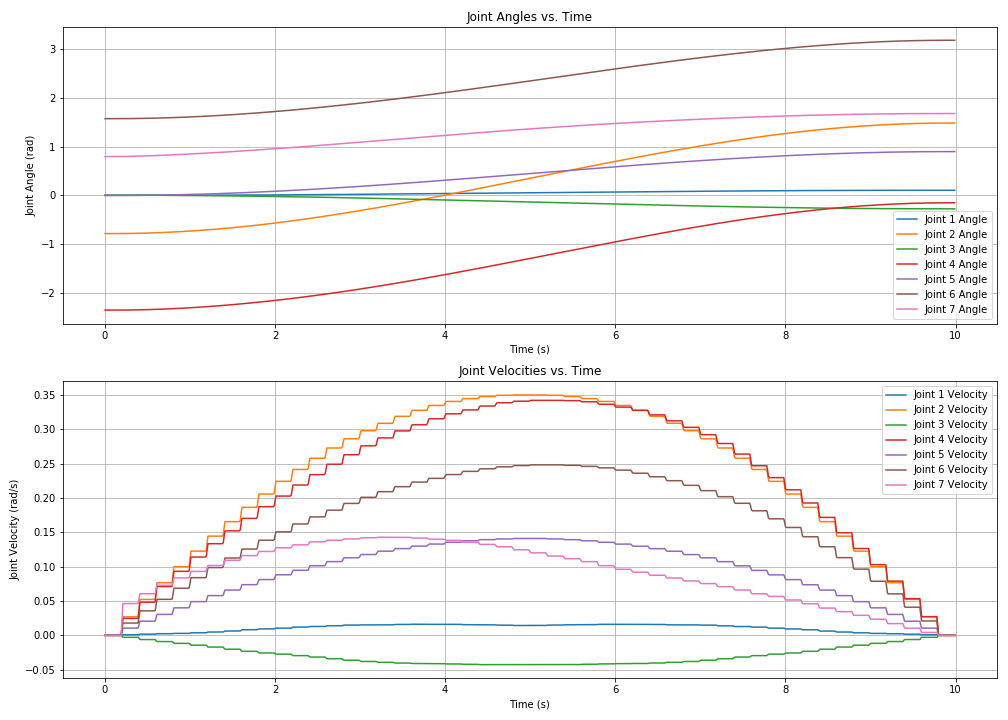 Joint Angles vs. Time
Joint Angle (rad)
3
2
1
0
−1
−2
0
2
4
6
8
10
Time (s)
Joint 1 Angle
Joint 2 Angle
Joint 3 Angle
Joint 4 Angle
Joint 5 Angle
Joint 6 Angle
Joint 7 Angle
Joint Velocities vs. Time
Joint Velocity (rad/s)
0.35
0.30
0.25
0.20
0.15
0.10
0.05
0.00
−0.05
0
2
4
6
8
10
Time (s)
Joint 1 Velocity
Joint 2 Velocity
Joint 3 Velocity
Joint 4 Velocity
Joint 5 Velocity
Joint 6 Velocity
Joint 7 Velocity